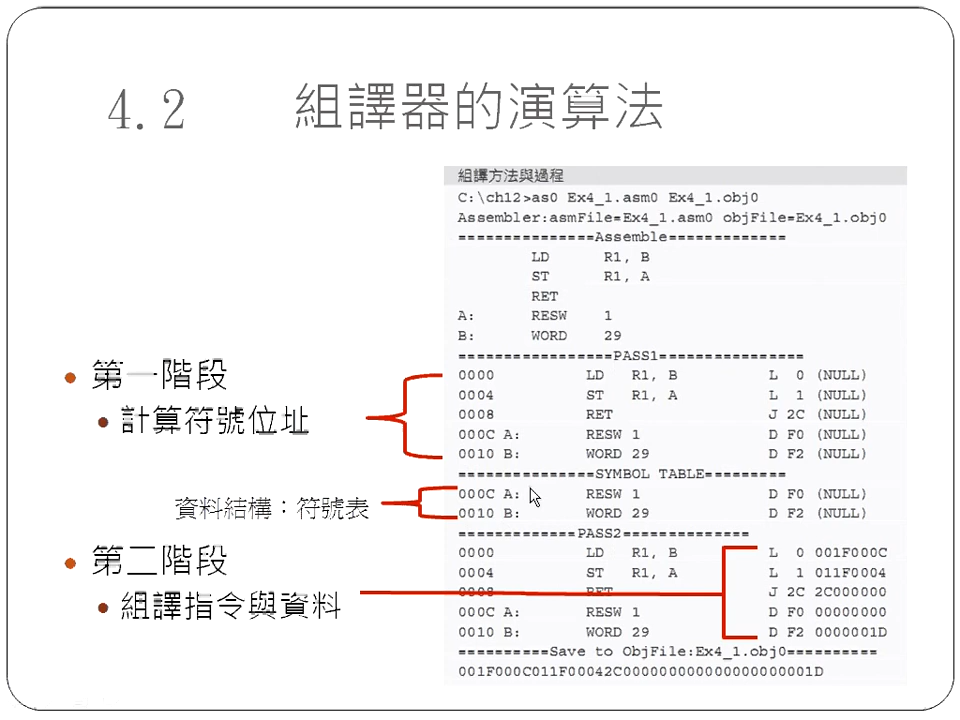 4.2 組譯器的演算法
組譯方法與過程
C:\ch12>as0 Ex4_1.asm0 Ex4_1.obj0
Assembler:asmFile=Ex4_1.asm0 objFile=Ex4_1.obj0
===============Assemble=============
LD R1, B
ST R1, A
RET
A: RESW 1
B: WORD 29
=================PASS1================
0000 LD R1, B L 0 (NULL)
0004 ST R1, A L 1 (NULL)
0008 RET J 2C (NULL)
000C A: RESW 1 D F0 (NULL)
0010 B: WORD 29 D F2 (NULL)
===============SYMBOL TABLE=========
000C A: RESW 1 D F0 (NULL)
0010 B: WORD 29 D F2 (NULL)
=============PASS2==============
0000 LD R1, B L 0 001F000C
0004 ST R1, A L 1 011F0004
0008 RET J 2C 2C000000
000C A: RESW 1 D F0 00000000
0010 B: WORD 29 D F2 0000001D
==========Save to ObjFile:Ex4_1.obj0==========
001F000C011F00042C000000000000000000001D
第一階段
計算符號位址
資料結構：符號表
第二階段
組譯指令與資料